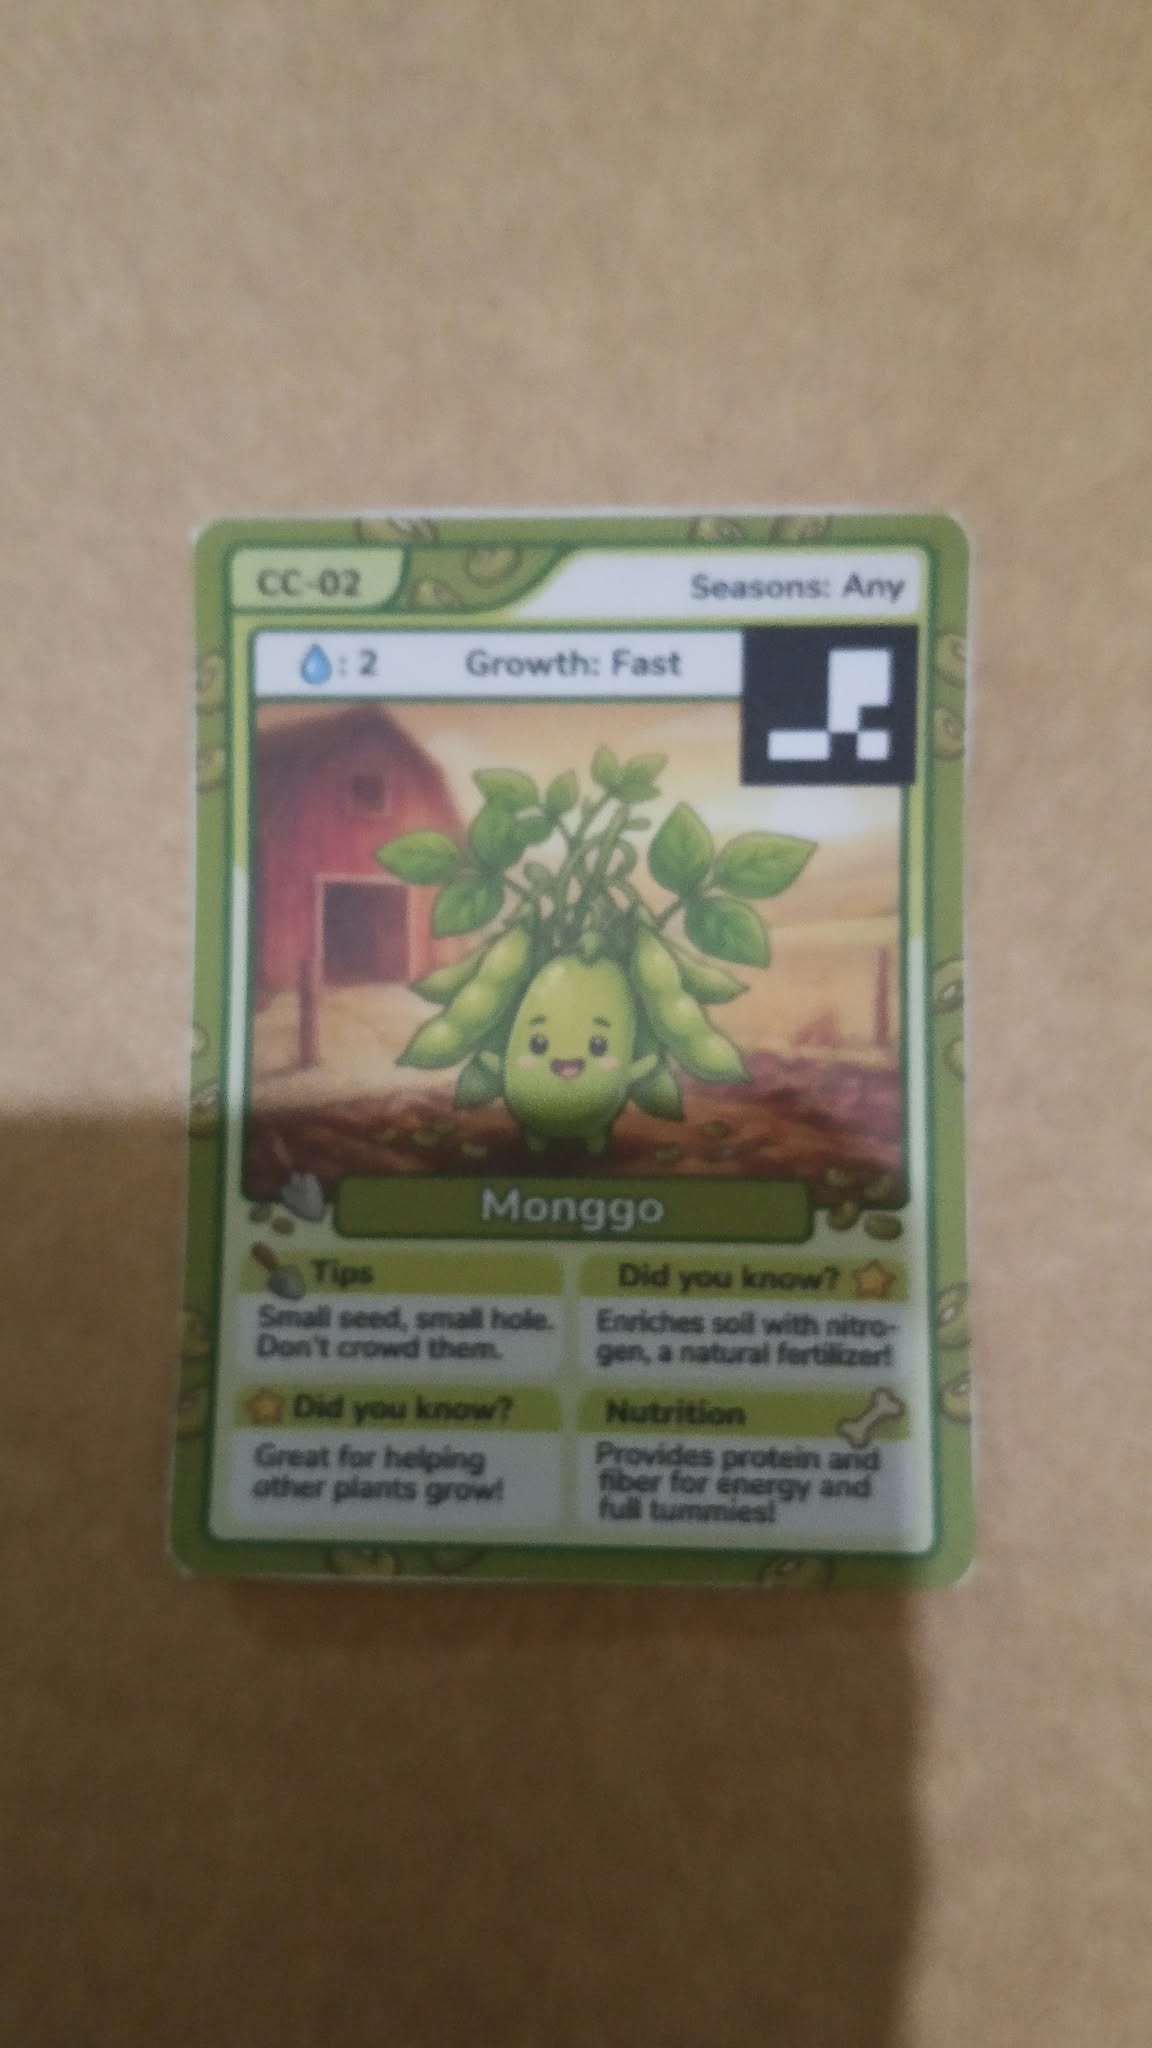 CC-02
Seasons: Any
: 2
Growth: Fast
Monggo
Tips
Small seed, small hole.
Don't crowd them.
Did you know?
Enriches soil with nitro-
gen, a natural fertilizer!
Did you know?
Great for helping
other plants grow!
Nutrition
Provides protein and
fiber for energy and
full tummies!